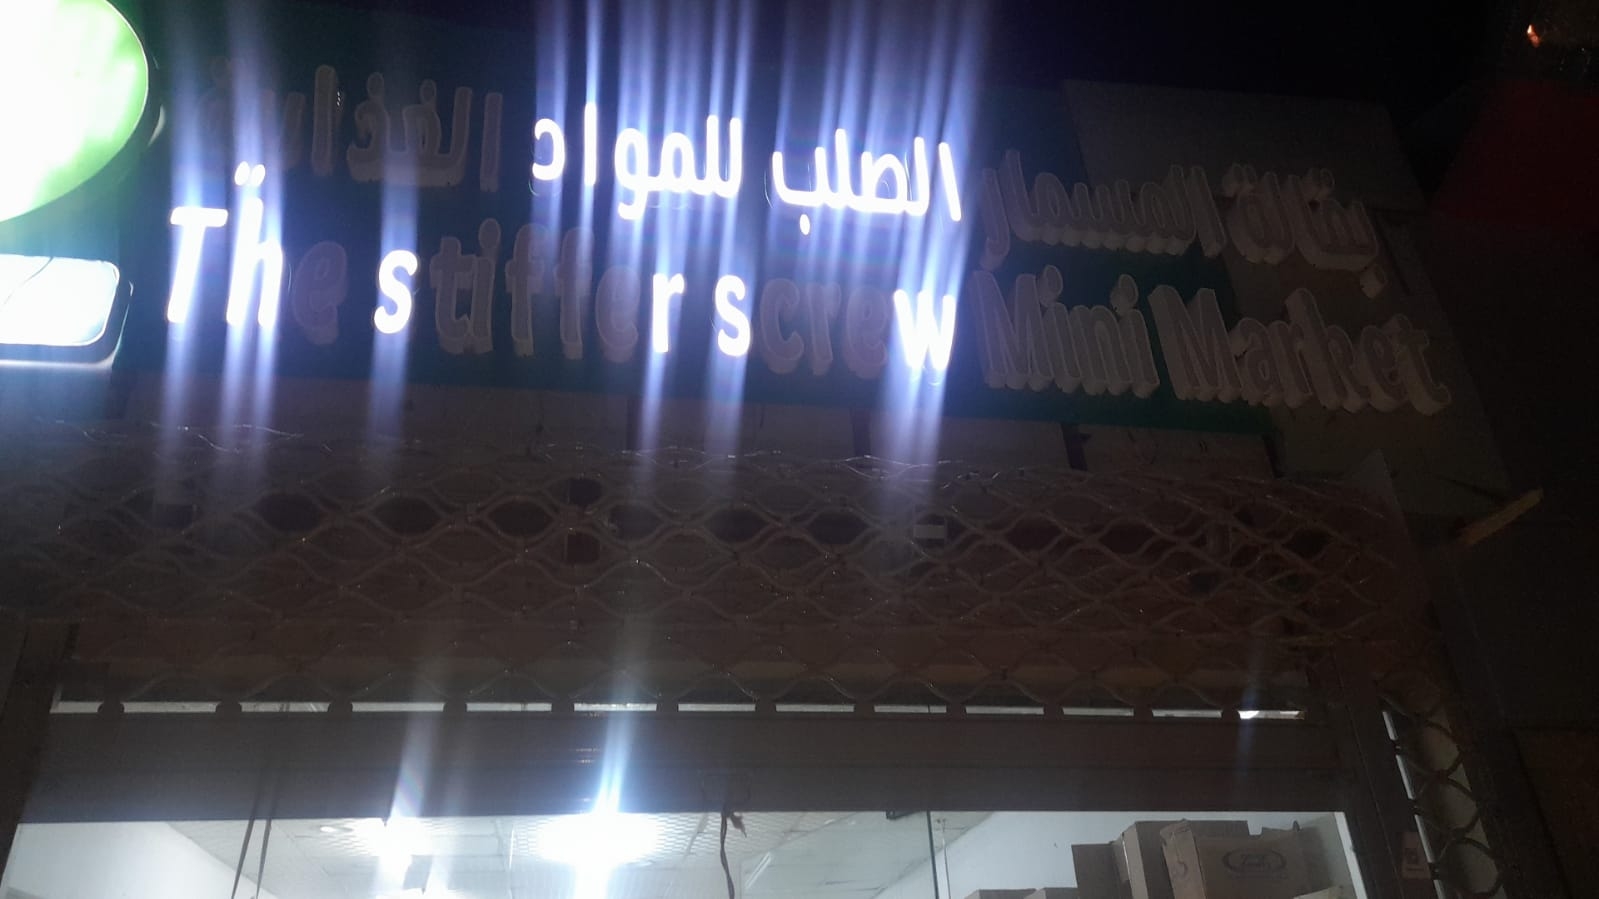 بقالة المسمار الصلب للمواد الغذائية
The stiffer screw Mini Market